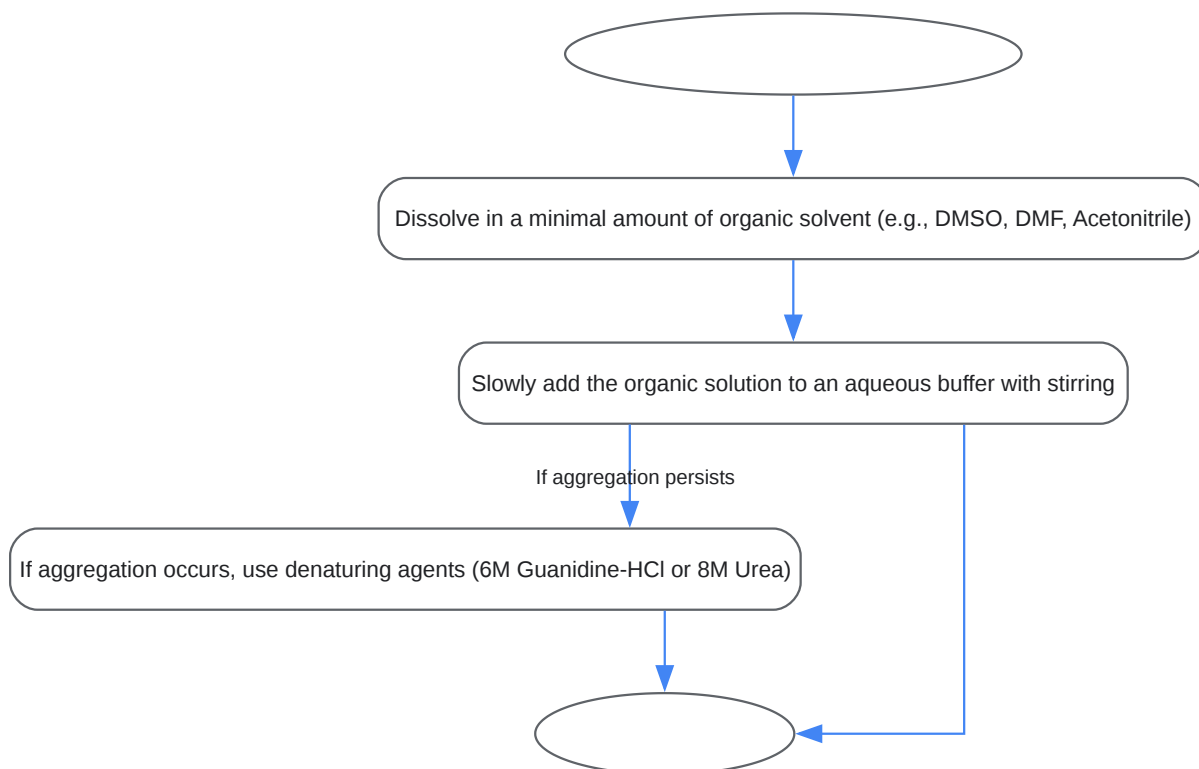 Dissolve in a minimal amount of organic solvent (e.g., DMSO, DMF, Acetonitrile)
Slowly add the organic solution to an aqueous buffer with stirring
If aggregation persists
If aggregation occurs, use denaturing agents (6M Guanidine-HCl or 8M Urea)